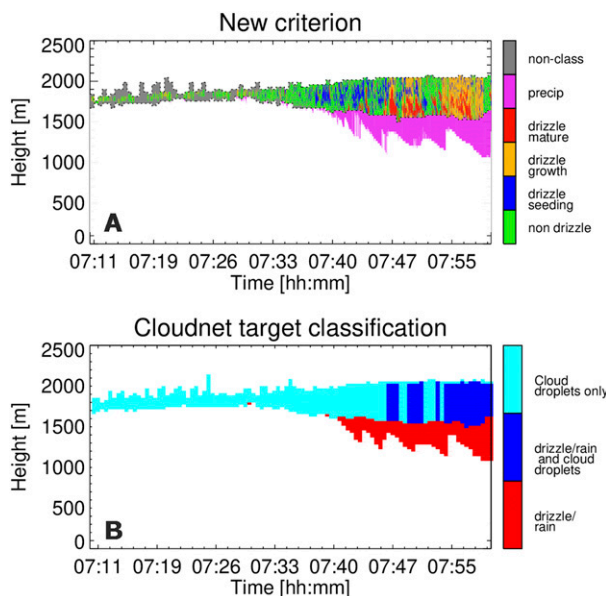 New criterion
2500
2000
1500
1000
500
0
Height [m]
A
07:11 07:19 07:26 07:33 07:40 07:47 07:55
Time [hh:mm]
non-class
precip
drizzle
mature
drizzle
growth
drizzle
seeding
non drizzle
Cloudnet target classification
2500
2000
1500
1000
500
0
Height [m]
B
07:11 07:19 07:26 07:33 07:40 07:47 07:55
Time [hh:mm]
Cloud
droplets only
drizzle/rain
and cloud
droplets
drizzle/
rain